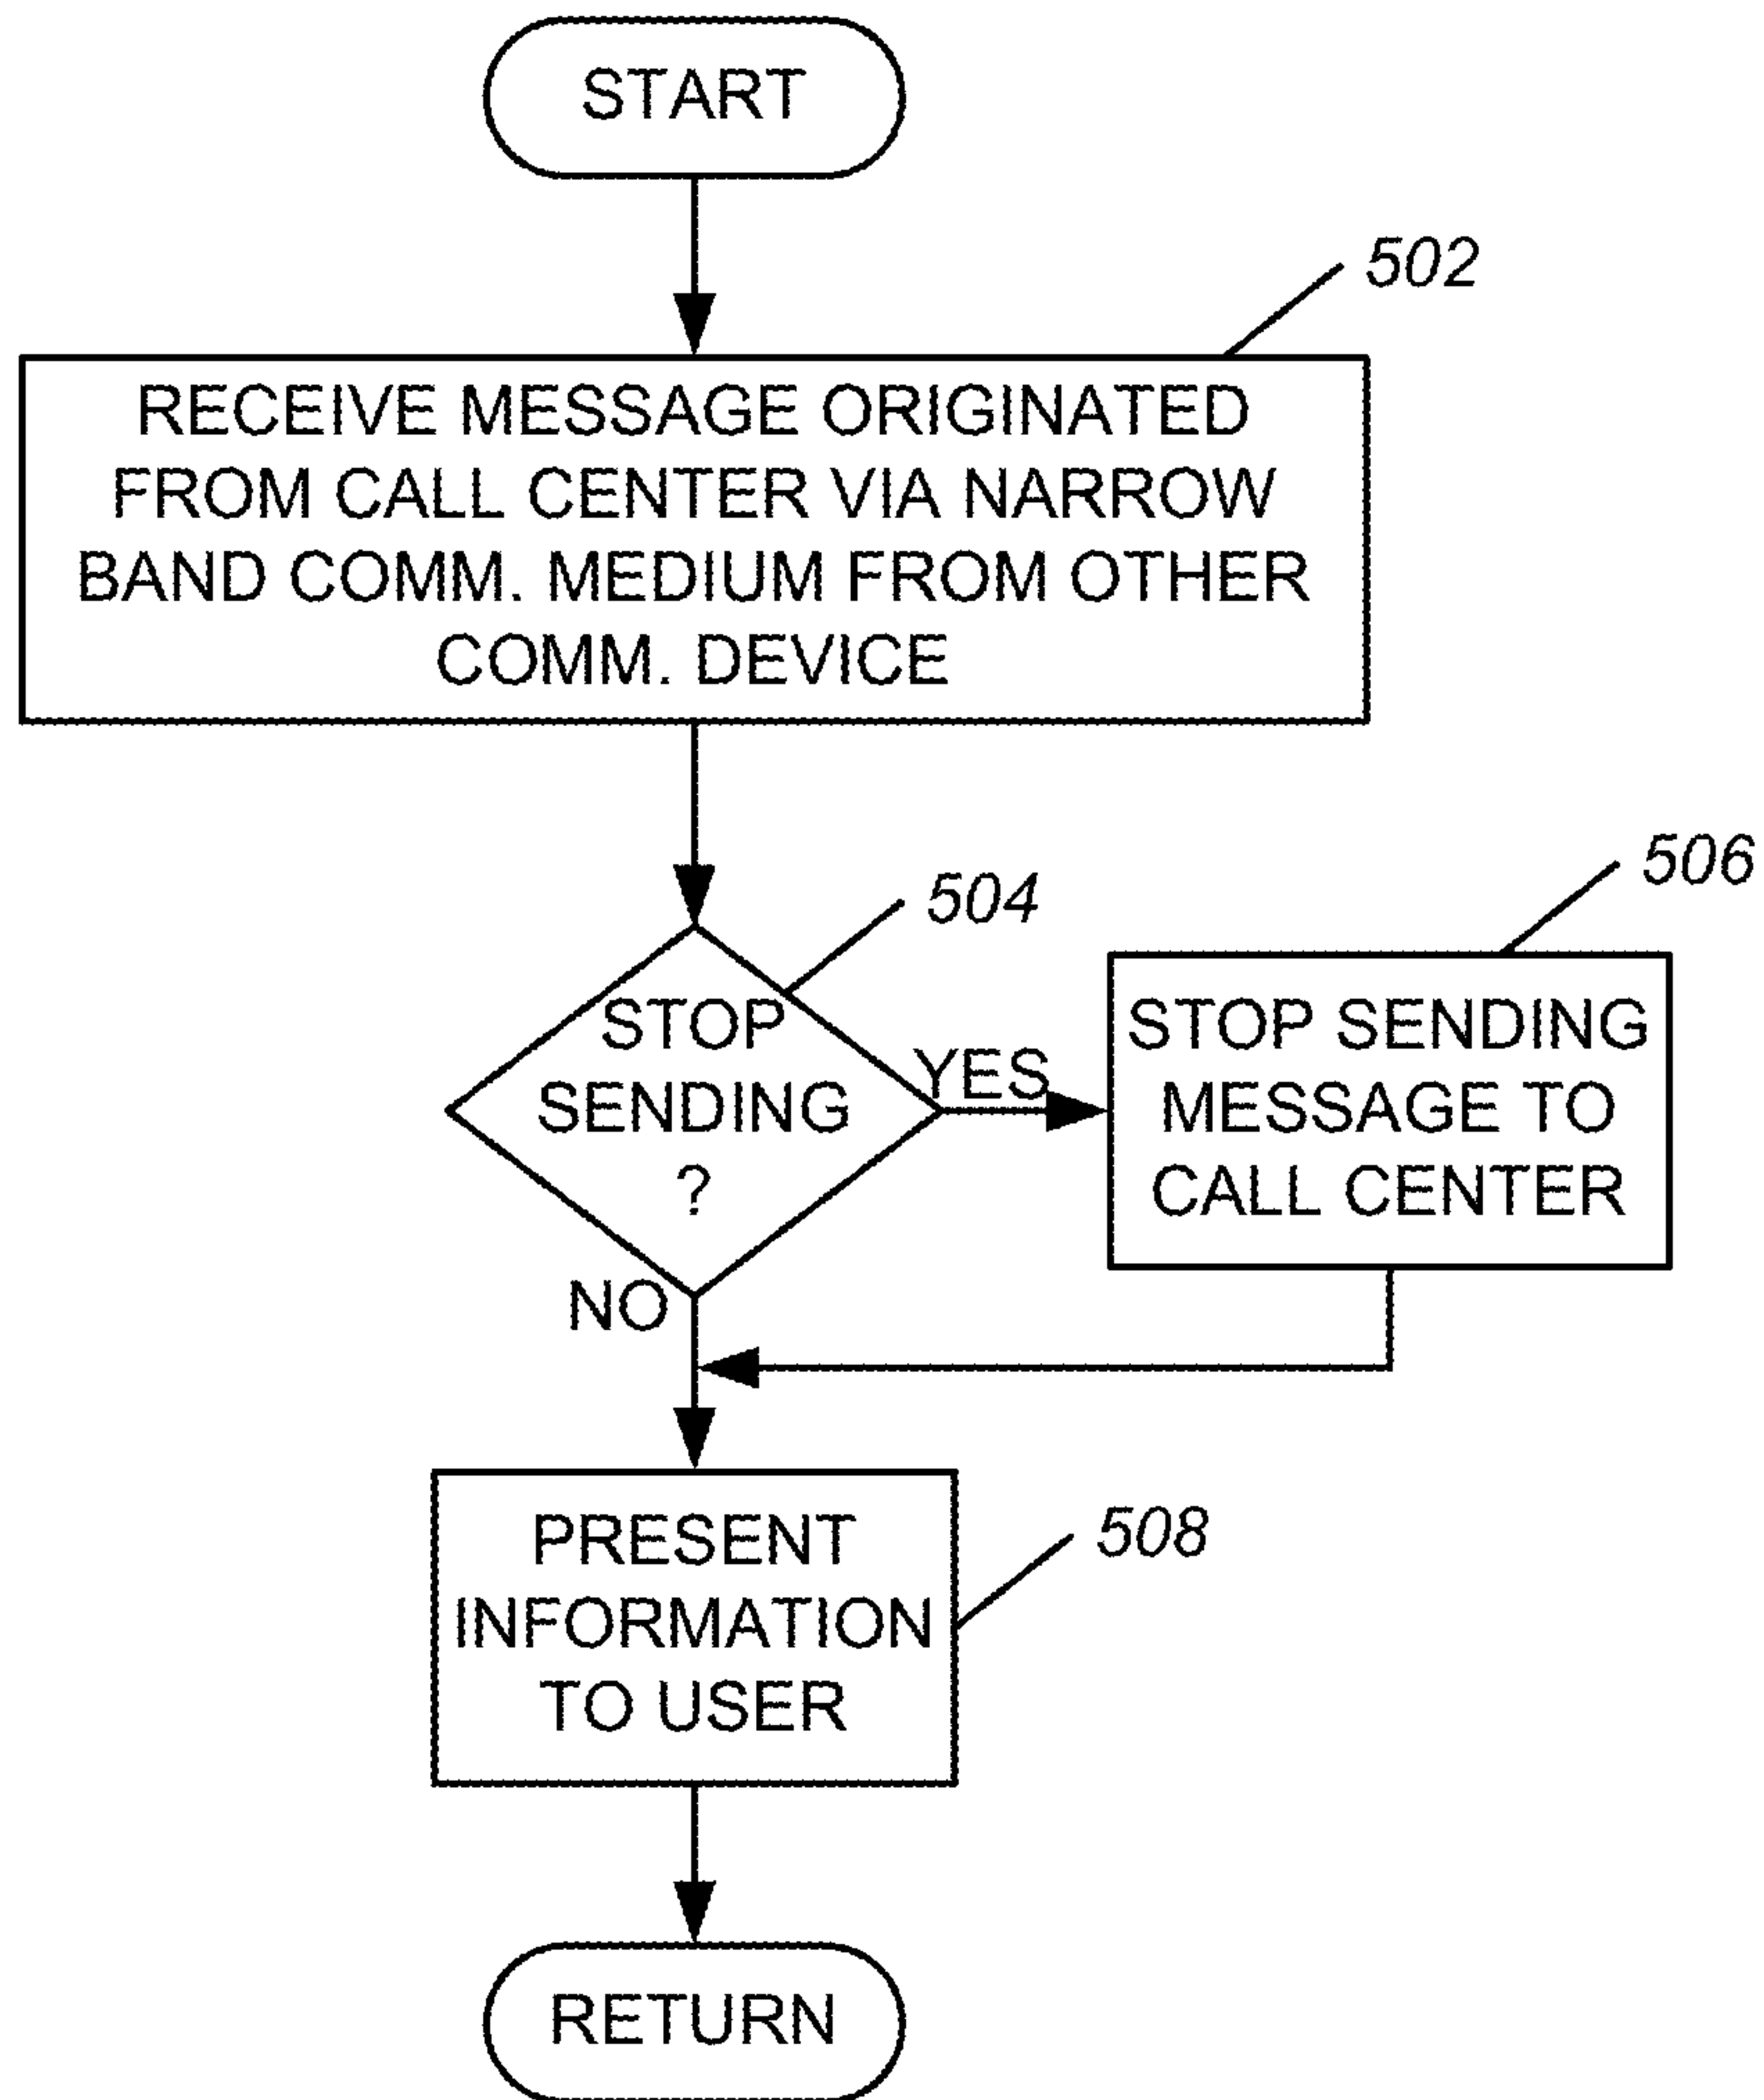 START
502
RECEIVE MESSAGE ORIGINATED
FROM CALL CENTER VIA NARROW
BAND COMM. MEDIUM FROM OTHER
COMM. DEVICE
504
STOP
SENDING
?
YES
506
STOP SENDING
MESSAGE TO
CALL CENTER
NO
508
PRESENT
INFORMATION
TO USER
RETURN